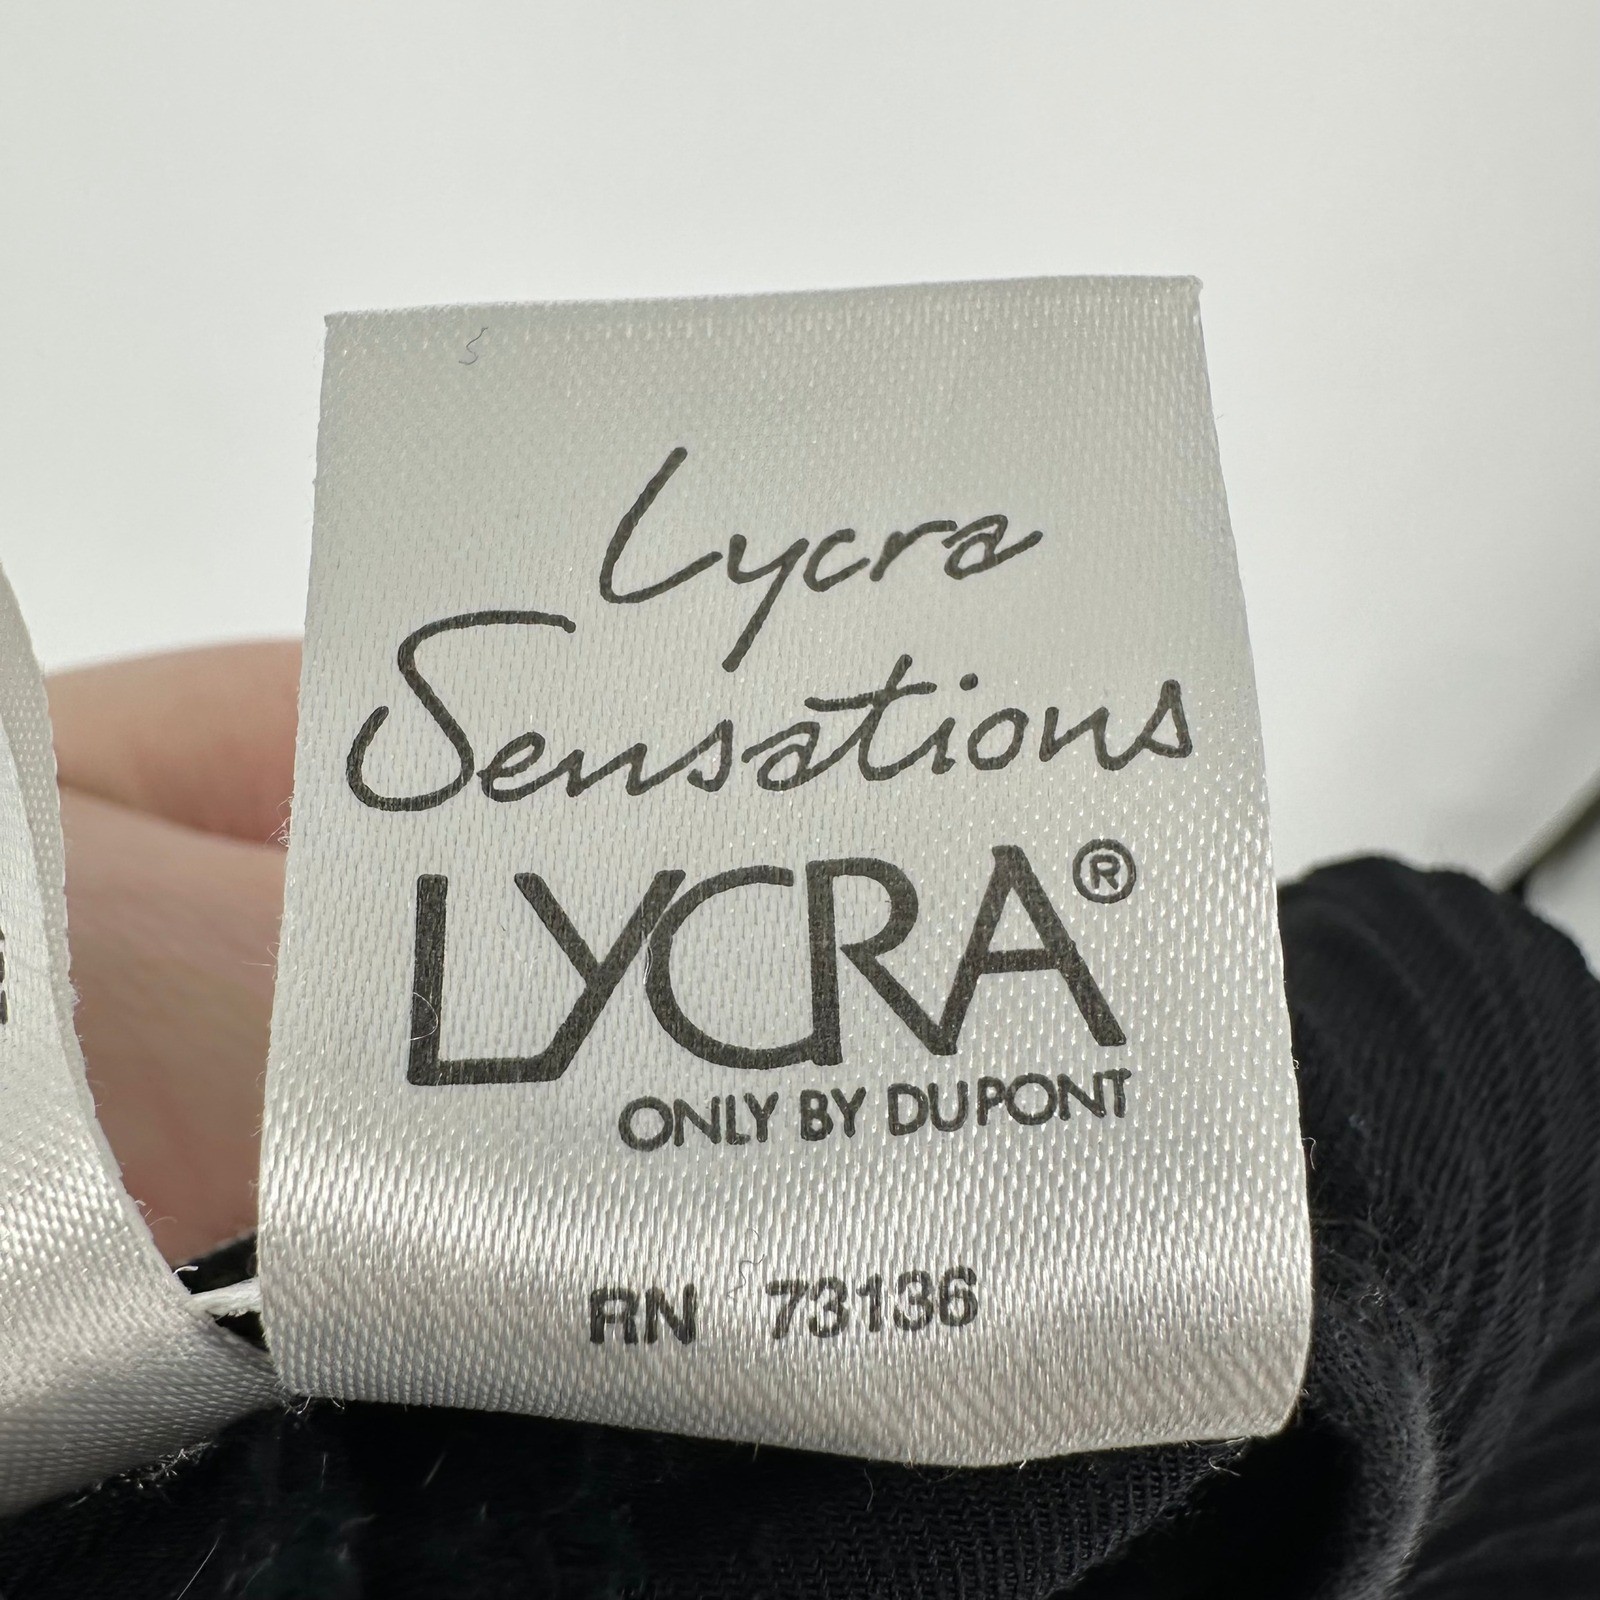 Lycra
Sensations
LYCRA®
ONLY BY DUPONT
RN 73136